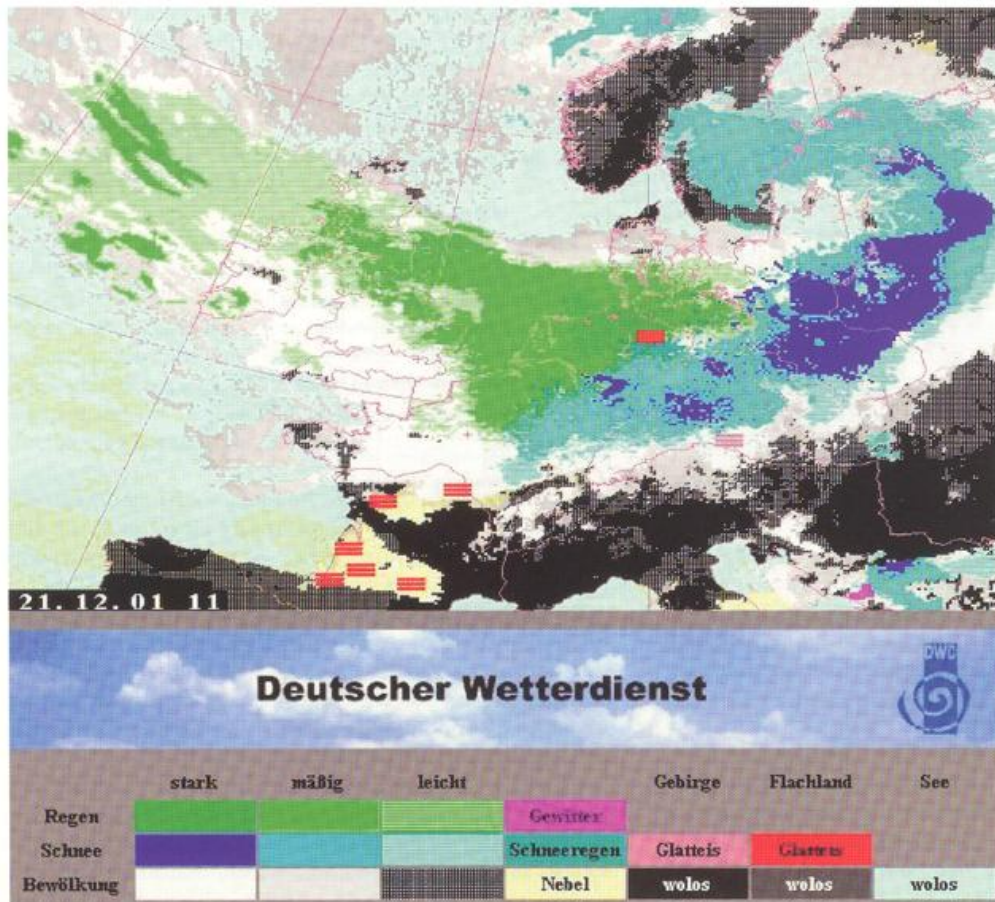 21.12.01 11
Deutscher Wetterdienst
DWD
stark mäßig leicht Gebirge Flachland See
Regen Gewitter
Schnee Schneeregen Glatteis Glatteis
Bewölkung Nebel wolos wolos wolos